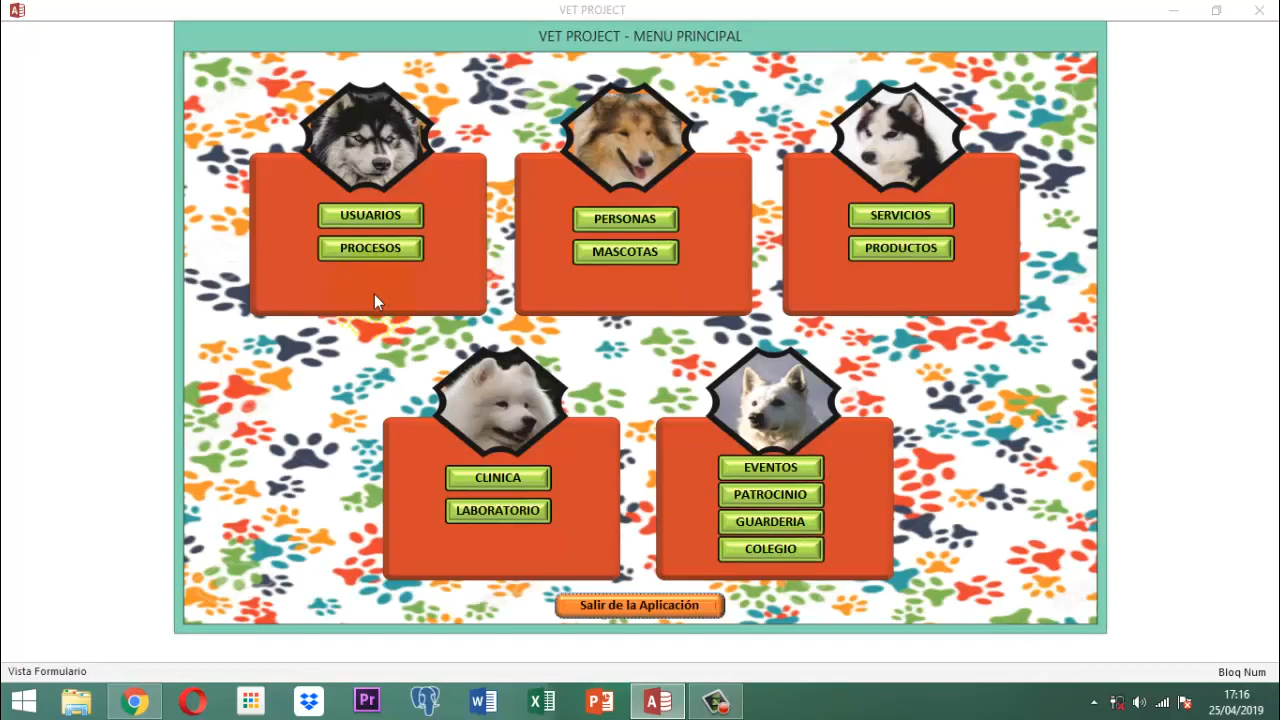 VET PROJECT
VET PROJECT - MENU PRINCIPAL
USUARIOS
PROCESOS
PERSONAS
MASCOTAS
SERVICIOS
PRODUCTOS
CLINICA
LABORATORIO
EVENTOS
PATROCINIO
GUARDERIA
COLEGIO
Salir de la Aplicación
Vista Formulario
Bloq Num
Pr
17:16
25/04/2019